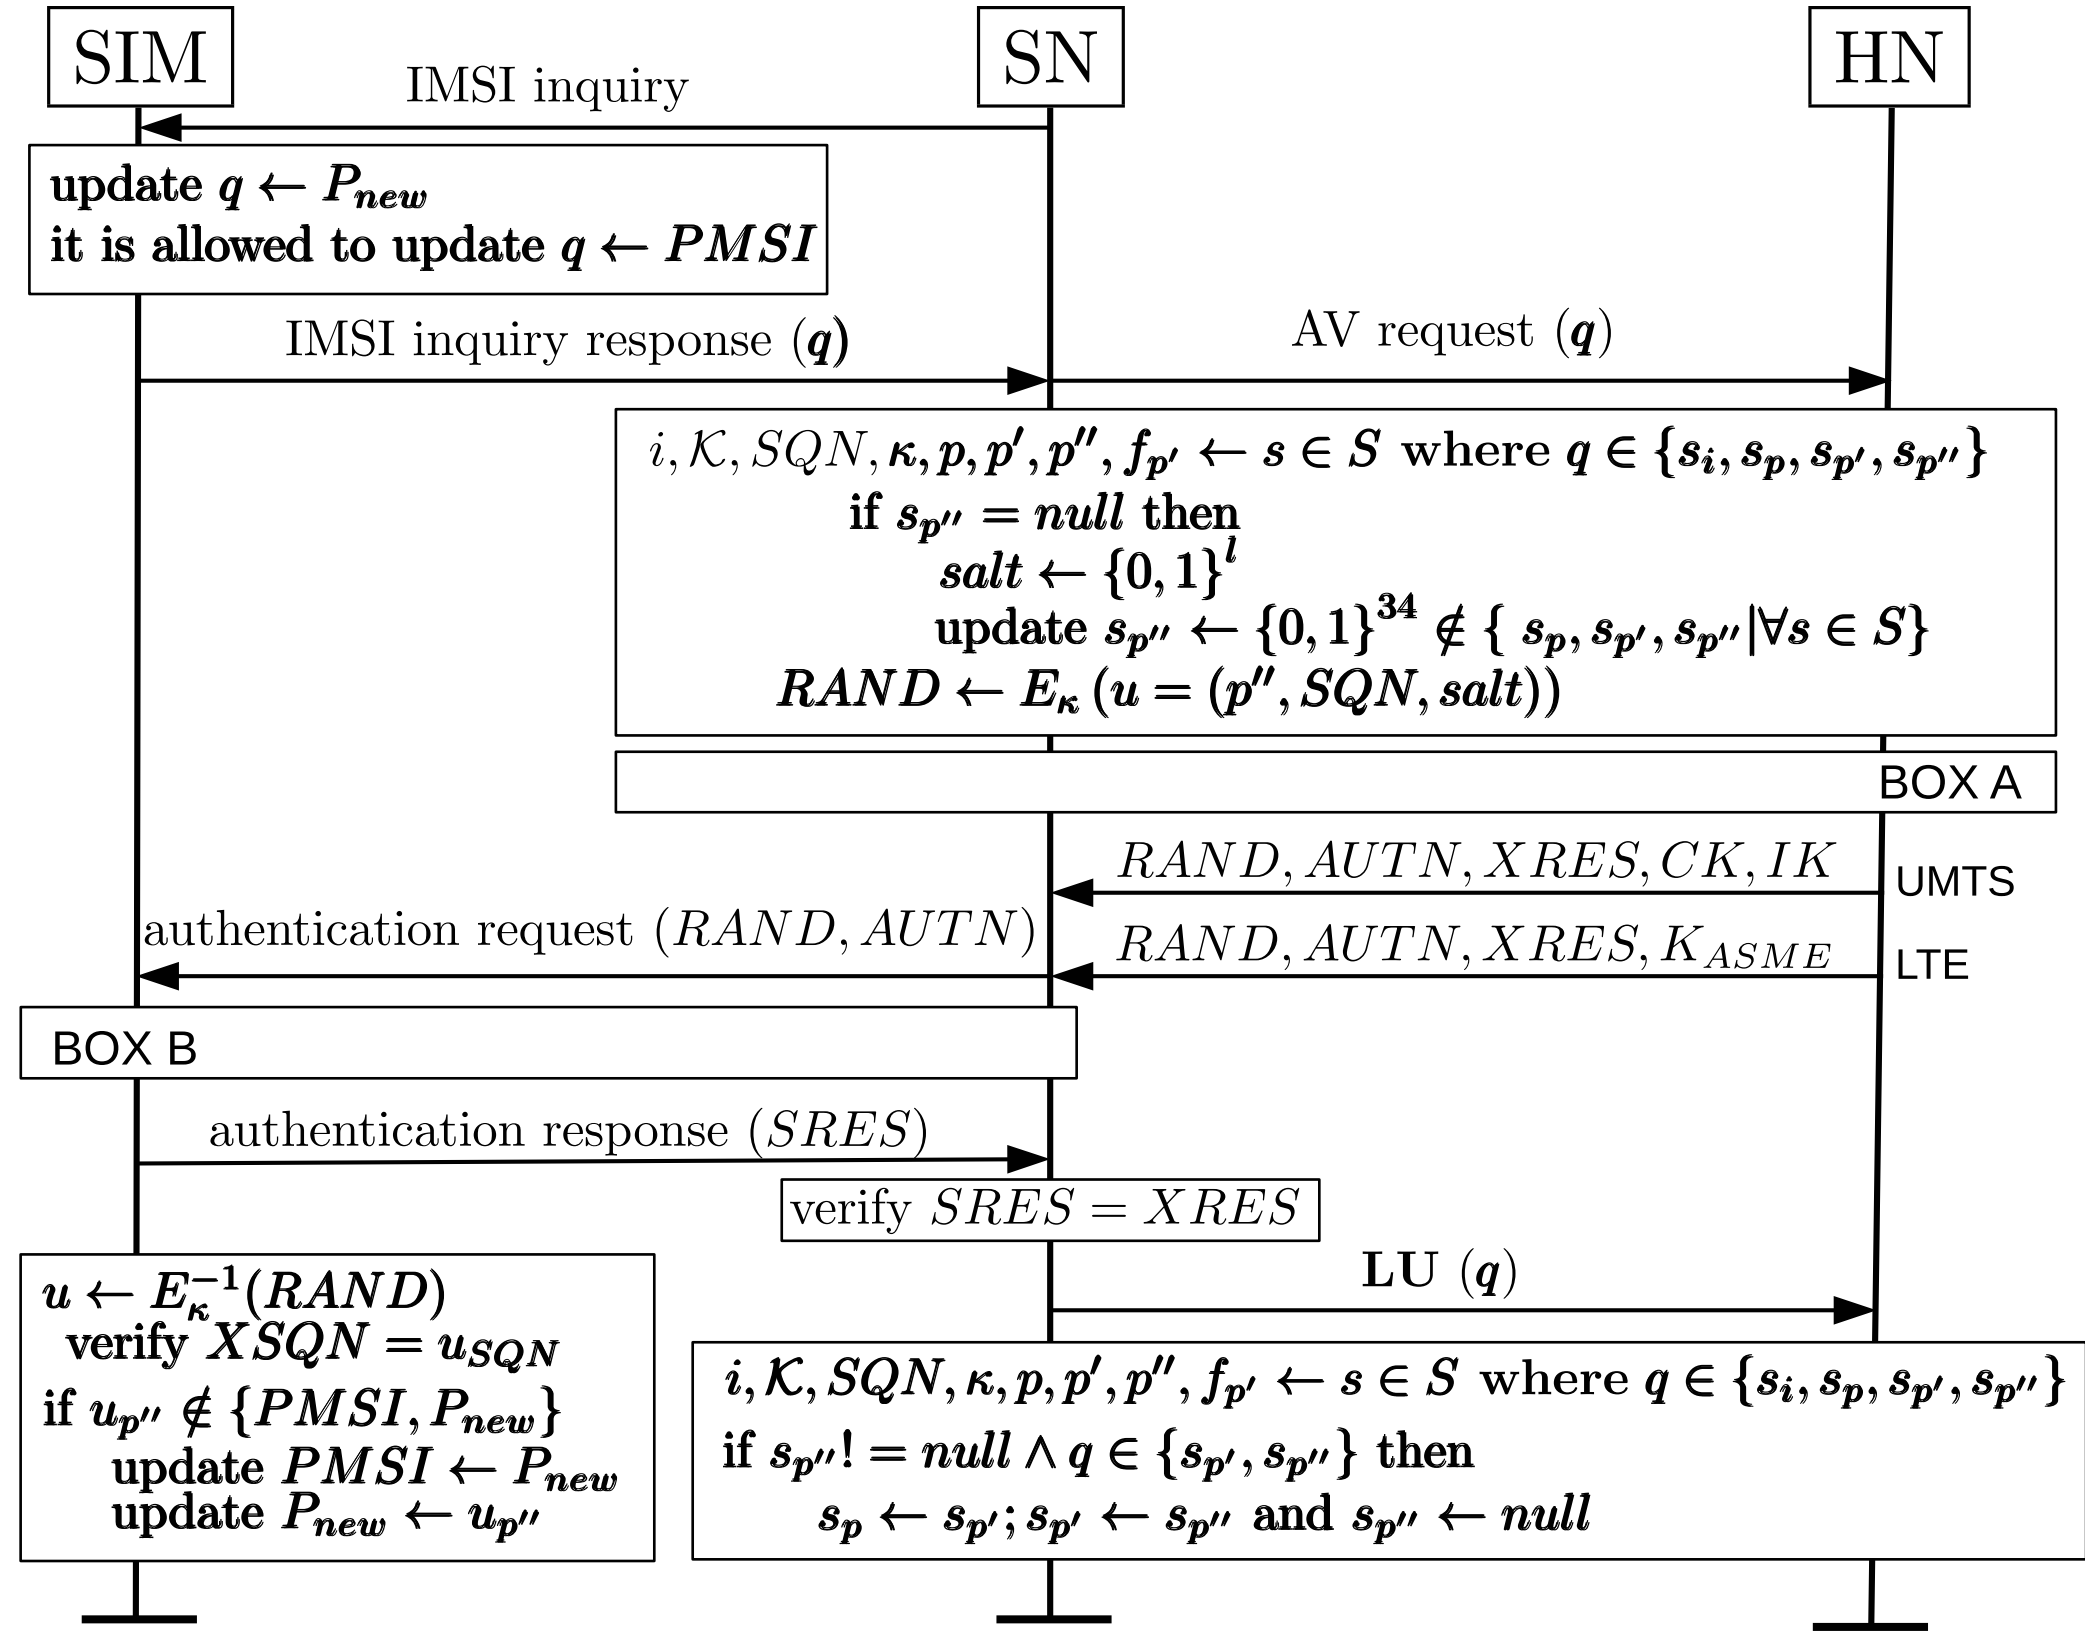 SIM
SN
HN
IMSI inquiry
update q ← P_new
it is allowed to update q ← PMSI
IMSI inquiry response (q)
AV request (q)
i, 𝒦, SQN, κ, p, p′, p″, f_p′ ← s ∈ S where q ∈ {s_i, s_p, s_p′, s_p″}
if s_p″ = null then
salt ← {0, 1}^l
update s_p″ ← {0, 1}^34 ∉ { s_p, s_p′, s_p″|∀s ∈ S}
RAND ← E_κ (u = (p″, SQN, salt))
BOX A
RAND, AUTN, XRES, CK, IK
UMTS
authentication request (RAND, AUTN)
RAND, AUTN, XRES, K_ASME
LTE
BOX B
authentication response (SRES)
verify SRES = XRES
LU (q)
u ← E_κ^−1(RAND)
verify XSQN = u_SQN
if u_p″ ∉ {PMSI, P_new}
update PMSI ← P_new
update P_new ← u_p″
i, 𝒦, SQN, κ, p, p′, p″, f_p′ ← s ∈ S where q ∈ {s_i, s_p, s_p′, s_p″}
if s_p″! = null ∧ q ∈ {s_p′, s_p″} then
s_p ← s_p′; s_p′ ← s_p″ and s_p″ ← null